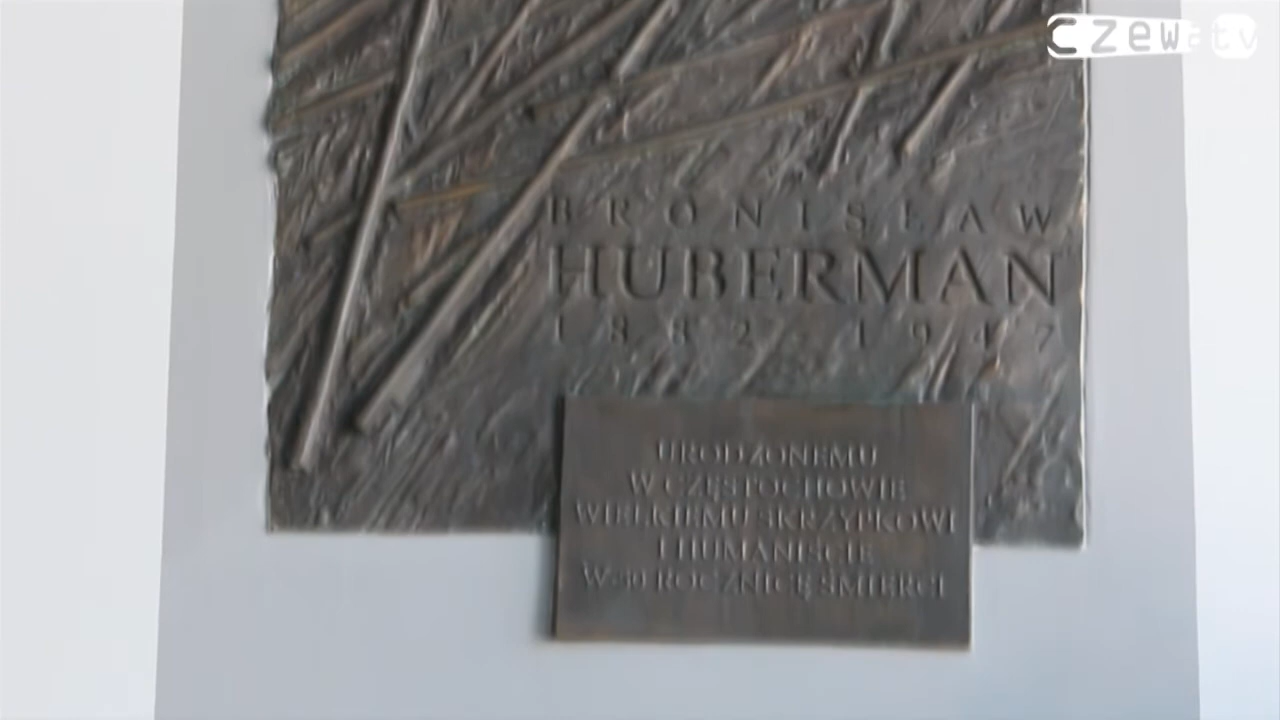 czew.tv
BRONISŁAW
HUBERMAN
1882 - 1947
URODZONEMU
W CZĘSTOCHOWIE
WIELKIEMU SKRZYPKOWI
I HUMANIŚCIE
W 50 ROCZNICĘ ŚMIERCI